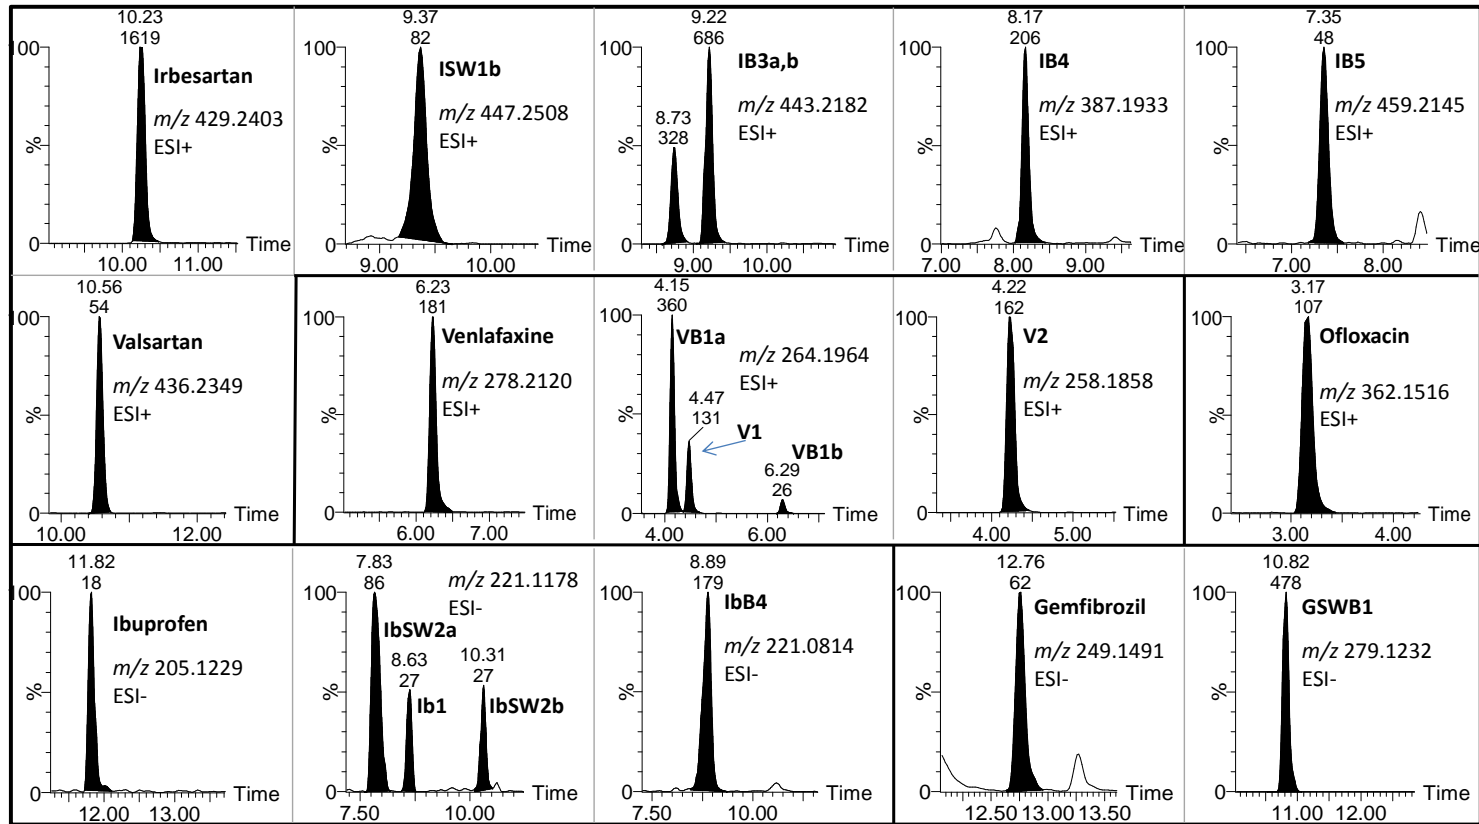 10.23
1619
100
%
0
Irbesartan
m/z 429.2403
ESI+
Time
10.00 11.00
9.37
82
100
%
0
ISW1b
m/z 447.2508
ESI+
Time
9.00 10.00
9.22
686
8.73
328
100
%
0
IB3a,b
m/z 443.2182
ESI+
Time
9.00 10.00
8.17
206
100
%
0
IB4
m/z 387.1933
ESI+
Time
7.00 8.00 9.00
7.35
48
100
%
0
IB5
m/z 459.2145
ESI+
Time
7.00 8.00
10.56
54
100
%
0
Valsartan
m/z 436.2349
ESI+
Time
10.00 12.00
6.23
181
100
%
0
Venlafaxine
m/z 278.2120
ESI+
Time
6.00 7.00
4.15
360
100
%
0
VB1a
m/z 264.1964
ESI+
4.47
131
V1
VB1b
6.29
26
Time
4.00 6.00
4.22
162
100
%
0
V2
m/z 258.1858
ESI+
Time
4.00 5.00
3.17
107
100
%
0
Ofloxacin
m/z 362.1516
ESI+
Time
3.00 4.00
11.82
18
100
%
0
Ibuprofen
m/z 205.1229
ESI-
Time
12.00 13.00
7.83
86
100
%
0
m/z 221.1178
ESI-
IbSW2a
8.63
27
Ib1
10.31
27
IbSW2b
Time
7.50 10.00
8.89
179
100
%
0
IbB4
m/z 221.0814
ESI-
Time
7.50 10.00
12.76
62
100
%
0
Gemfibrozil
m/z 249.1491
ESI-
Time
12.50 13.00 13.50
10.82
478
100
%
0
GSWB1
m/z 279.1232
ESI-
Time
11.00 12.00